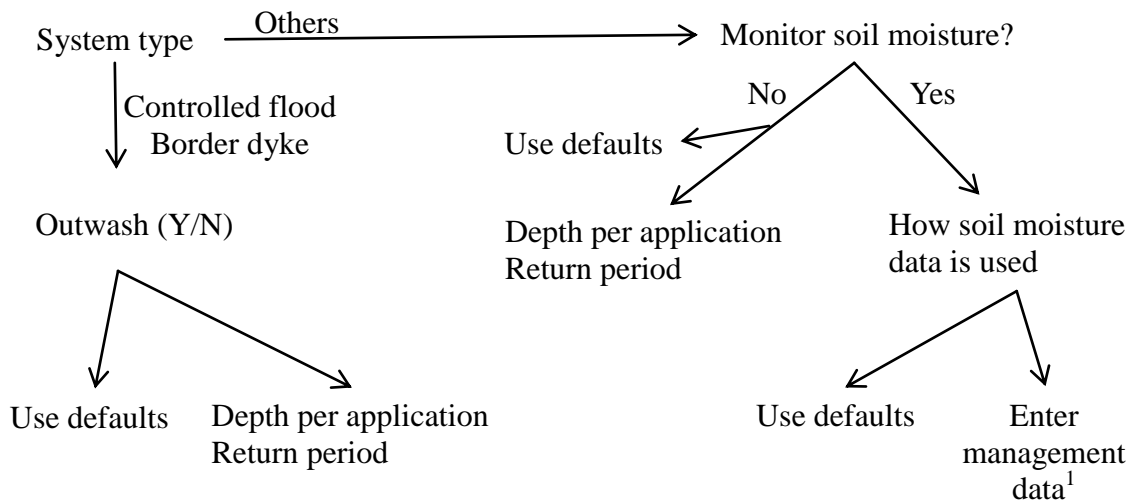 Others
System type
Monitor soil moisture?
Controlled flood
Border dyke
No
Yes
Use defaults
Outwash (Y/N)
Depth per application
Return period
How soil moisture
data is used
Use defaults
Depth per application
Return period
Use defaults
Enter
management
data¹